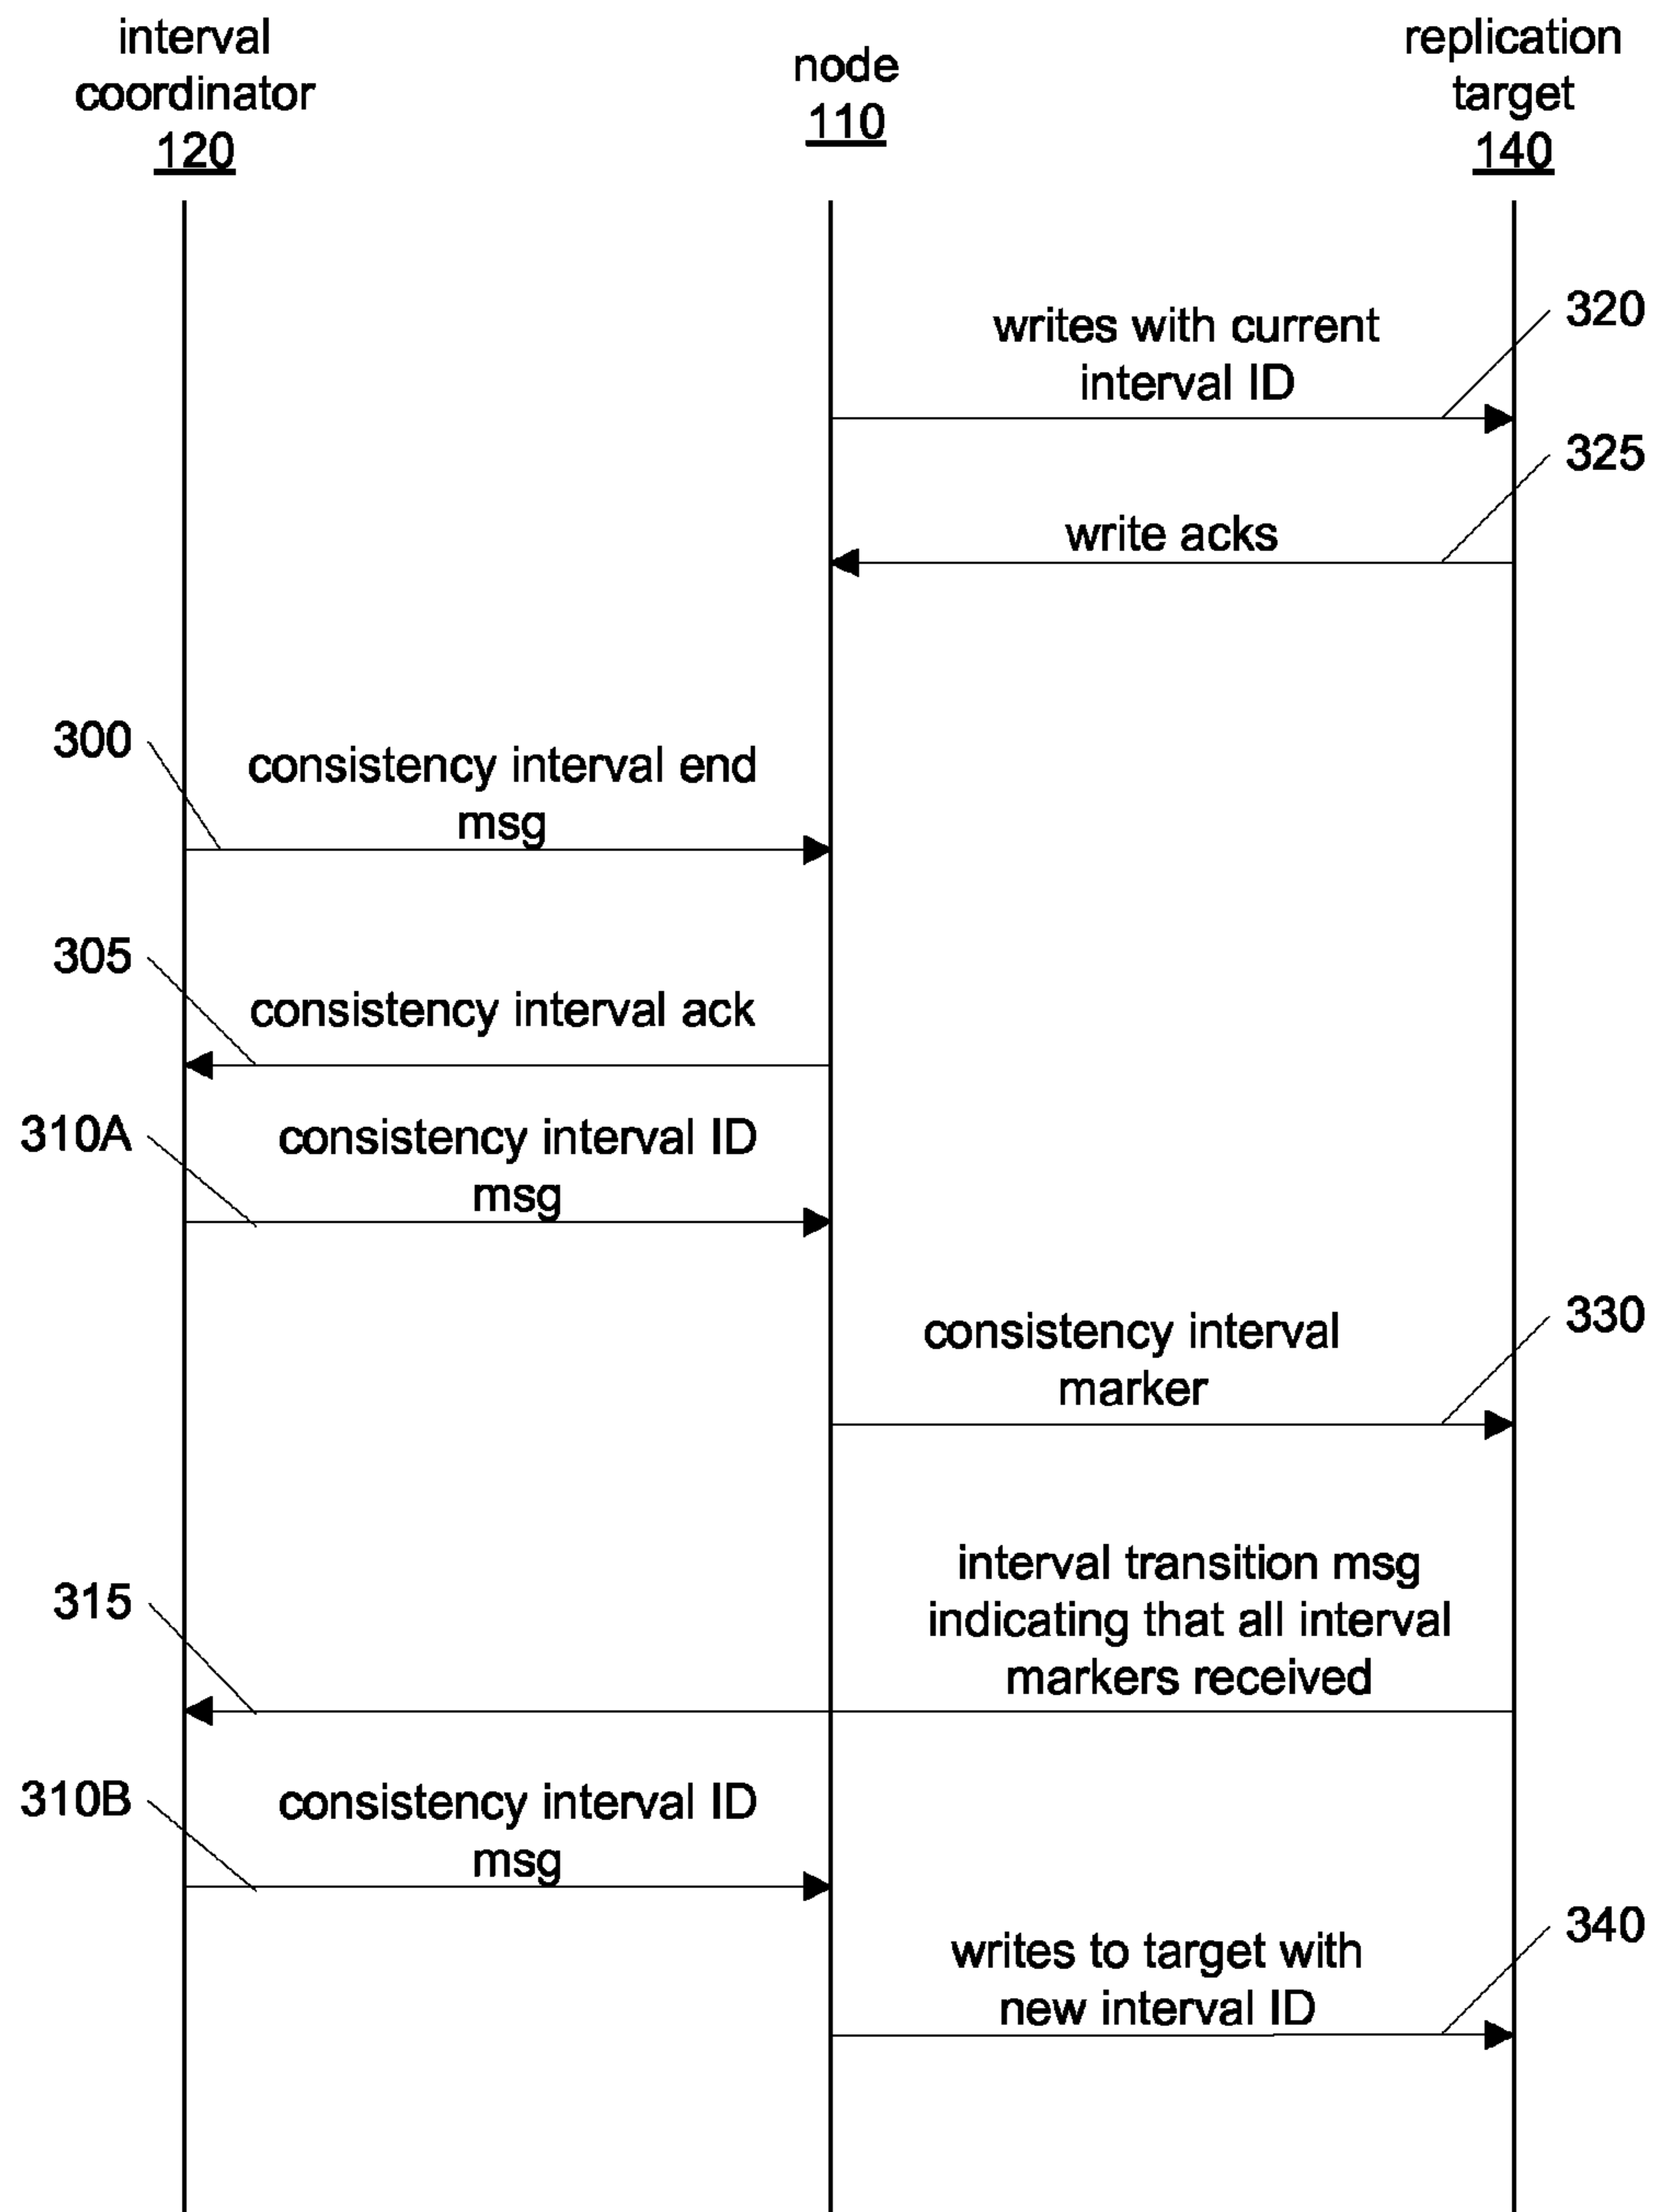 interval
coordinator
120
node
110
replication
target
140
320
writes with current
interval ID
325
write acks
300
consistency interval end
msg
305
consistency interval ack
310A
consistency interval ID
msg
330
consistency interval
marker
315
interval transition msg
indicating that all interval
markers received
310B
consistency interval ID
msg
340
writes to target with
new interval ID